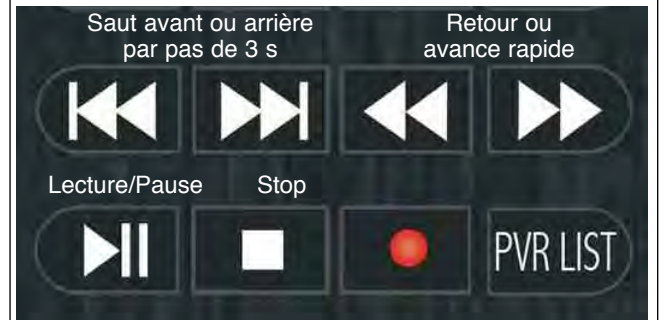 Saut avant ou arrière
par pas de 3 s
Retour ou
avance rapide
Lecture/Pause
Stop
PVR LIST